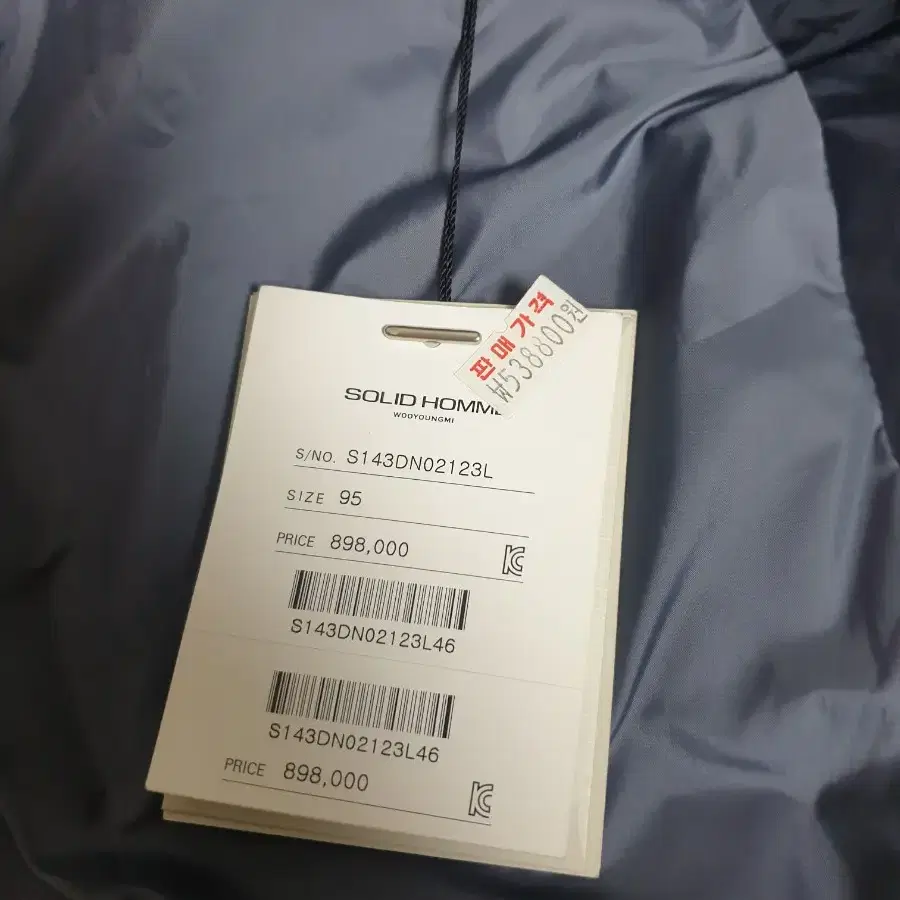 판매가격
₩538800원
SOLID HOMME
WOOYOUNGMI
S/NO. S143DN02123L
SIZE 95
PRICE 898,000
S143DN02123L46
S143DN02123L46
PRICE 898,000